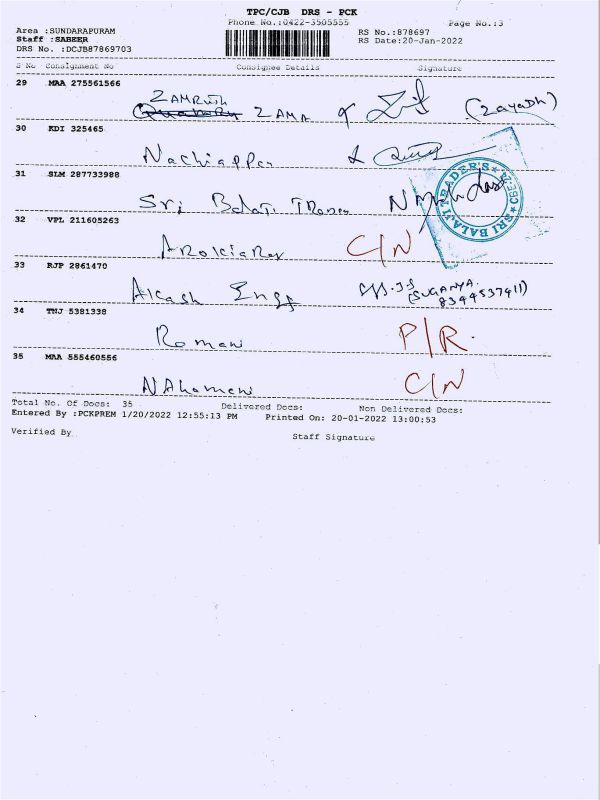 TPC/CJB DRS - PCK
Phone No.:0422-3505555
Page No.:3
Area :SUNDARAPURAM
Staff :SABEER
DRS No. :DCJB87869703
RS No.:878697
RS Date:20-Jan-2022
S No Consignment No Consignee Details Signature
29 MAA 275561566
ZAMRUTH
ZAMA (Zayadh)
30 KDI 325465
Nachiappan
31 SLM 287733988
Sri Balaji Traders
SRI BALAJI TRADER'S
32 VPL 211605263
AROKIARAJ C/N
33 RJP 2861470
Akash Engg (SUGANYA.
8344537911)
34 TNJ 5381338
Roman P/R.
35 MAA 555460556
NAhaman C/N
Total No. Of Docs: 35 Delivered Docs: Non Delivered Docs:
Entered By :PCKPREM 1/20/2022 12:55:13 PM Printed On: 20-01-2022 13:00:53
Verified By Staff Signature